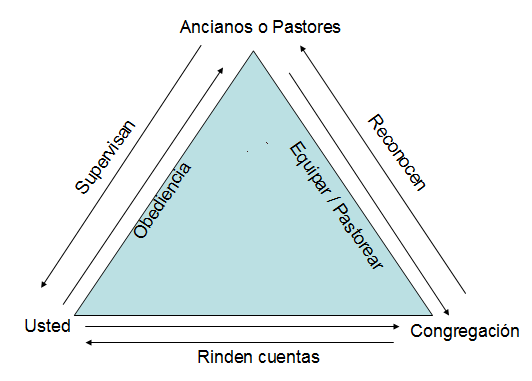 Ancianos o Pastores
Supervisan
Obediencia
Equipar / Pastorear
Reconocen
Usted
Congregación
Rinden cuentas